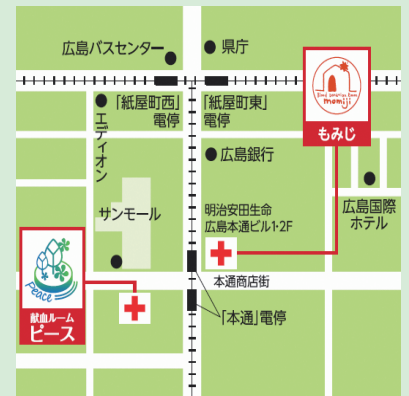 広島バスセンター
県庁
「紙屋町西」
電停
「紙屋町東」
電停
エディオン
blood donation room
momiji
もみじ
広島銀行
サンモール
明治安田生命
広島本通ビル1・2F
広島国際
ホテル
Peace
献血ルーム
ピース
本通商店街
「本通」電停